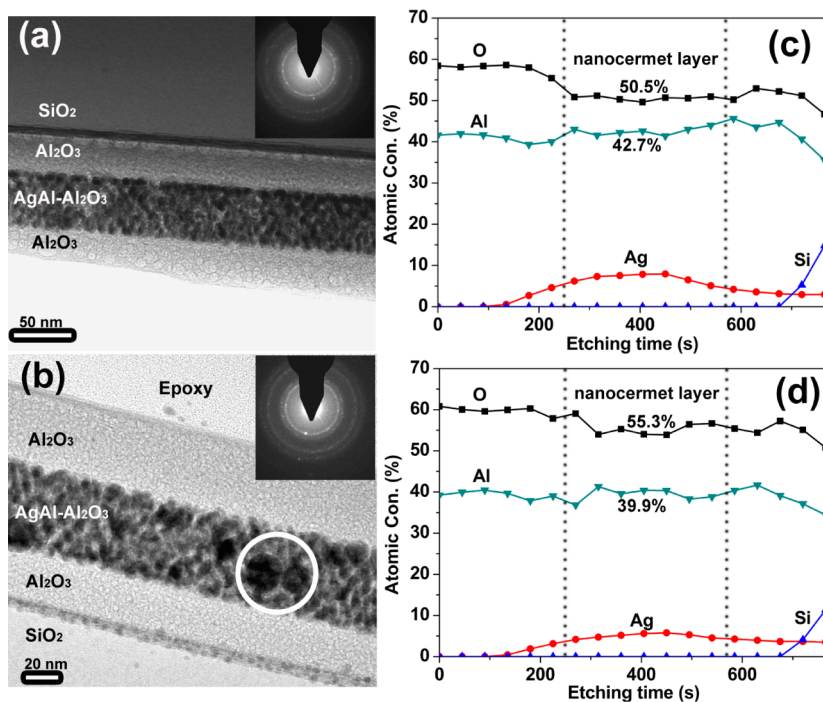 (a)
SiO2
Al2O3
AgAl-Al2O3
Al2O3
50 nm
(b)
Epoxy
Al2O3
AgAl-Al2O3
Al2O3
SiO2
20 nm
(c)
70
60
50
40
30
20
10
0
Atomic Con. (%)
O
nanocermet layer
50.5%
Al
42.7%
Ag
Si
0 200 400 600
Etching time (s)
(d)
70
60
50
40
30
20
10
0
Atomic Con. (%)
O
nanocermet layer
55.3%
Al
39.9%
Ag
Si
0 200 400 600
Etching time (s)